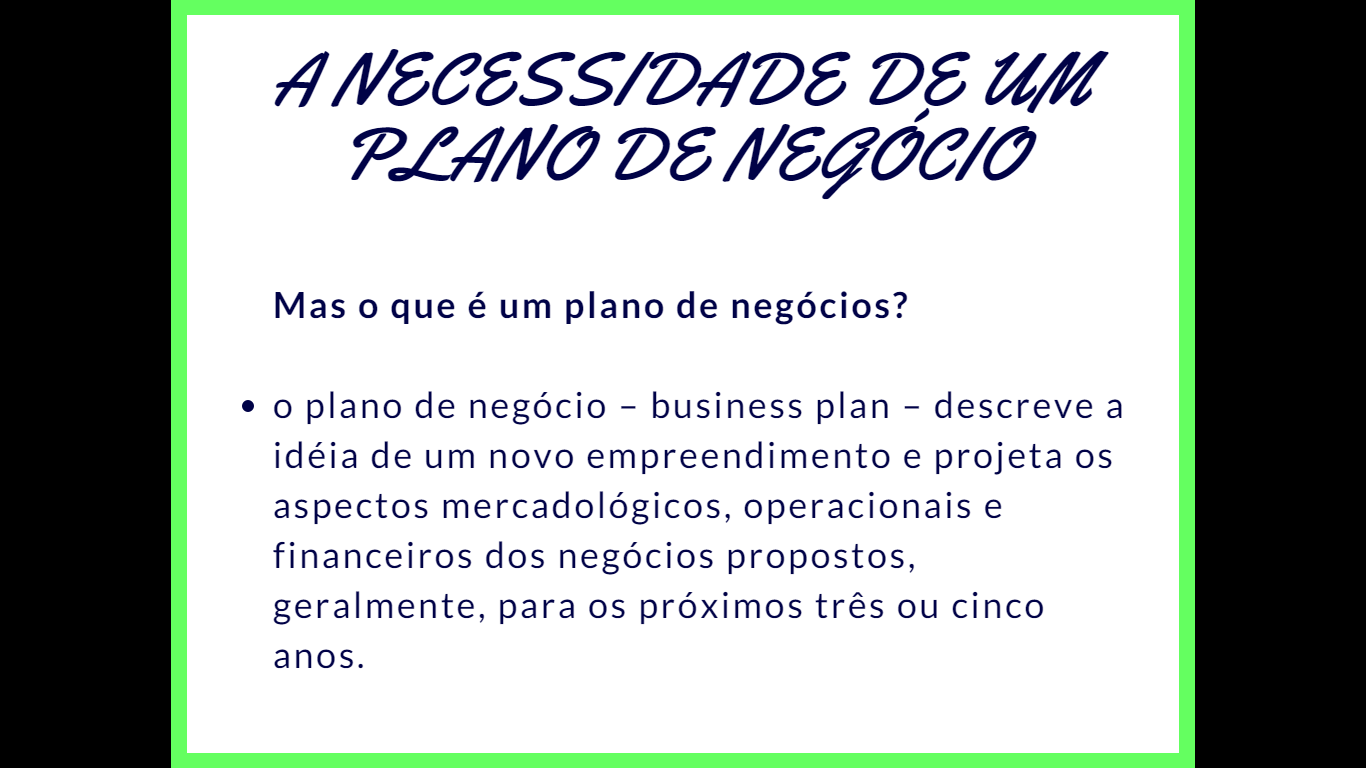 A NECESSIDADE DE UM
PLANO DE NEGÓCIO
Mas o que é um plano de negócios?
• o plano de negócio – business plan – descreve a
idéia de um novo empreendimento e projeta os
aspectos mercadológicos, operacionais e
financeiros dos negócios propostos,
geralmente, para os próximos três ou cinco
anos.